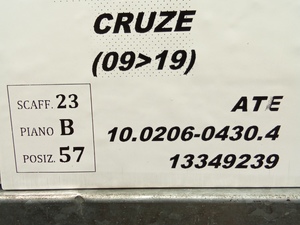 CRUZE
(09>19)
SCAFF. 23
PIANO B
POSIZ. 57
ATE
10.0206-0430.4
13349239